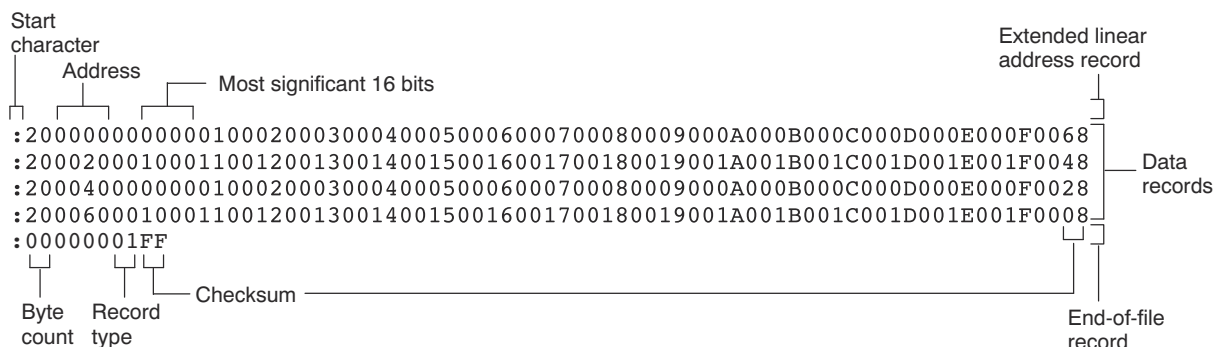 Start
character
Address
Most significant 16 bits
Extended linear
address record
:2000000000000100020003000400050006000700080009000A000B000C000D000E000F0068
:2000200010001100120013001400150016001700180019001A001B001C001D001E001F0048
:2000400000000100020003000400050006000700080009000A000B000C000D000E000F0028
:2000600010001100120013001400150016001700180019001A001B001C001D001E001F0008
:00000001FF
Data
records
Checksum
Byte
count
Record
type
End-of-file
record